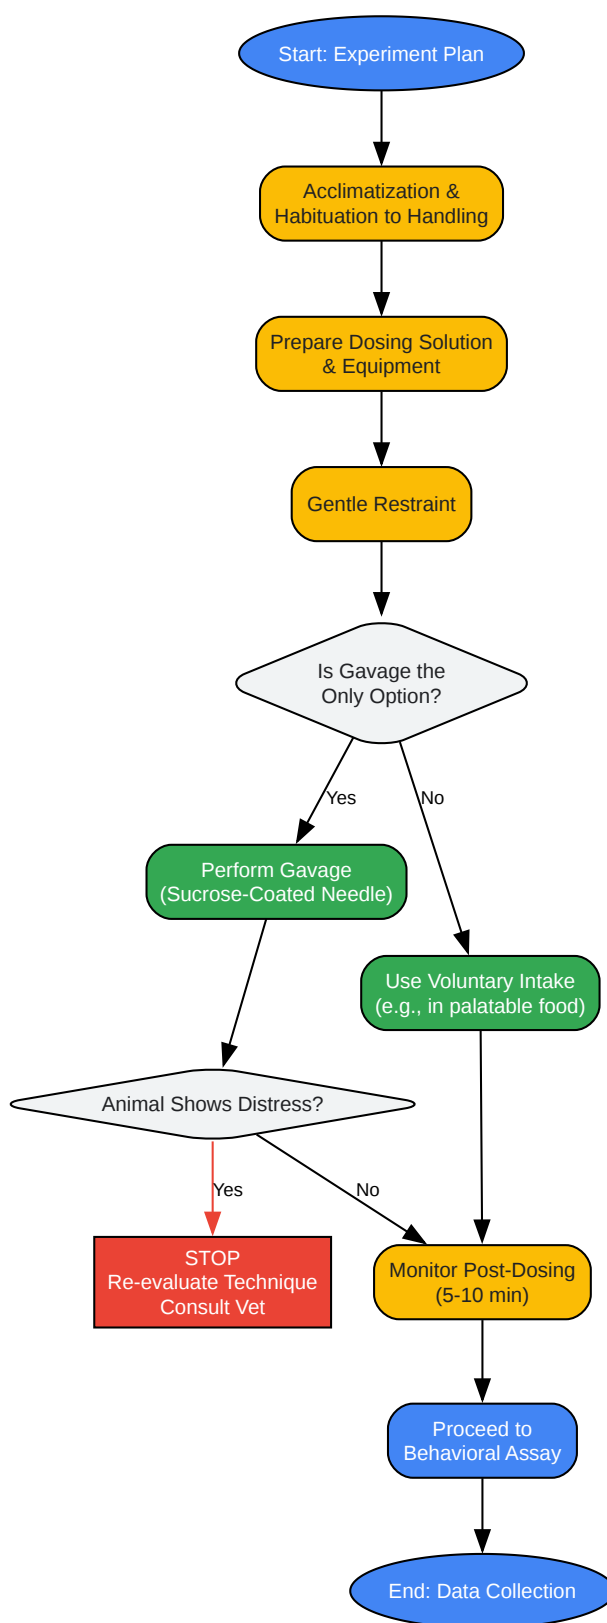 Start: Experiment Plan
Acclimatization &
Habituation to Handling
Prepare Dosing Solution
& Equipment
Gentle Restraint
Is Gavage the
Only Option?
Yes
No
Perform Gavage
(Sucrose-Coated Needle)
Use Voluntary Intake
(e.g., in palatable food)
Animal Shows Distress?
Yes
No
STOP
Re-evaluate Technique
Consult Vet
Monitor Post-Dosing
(5-10 min)
Proceed to
Behavioral Assay
End: Data Collection